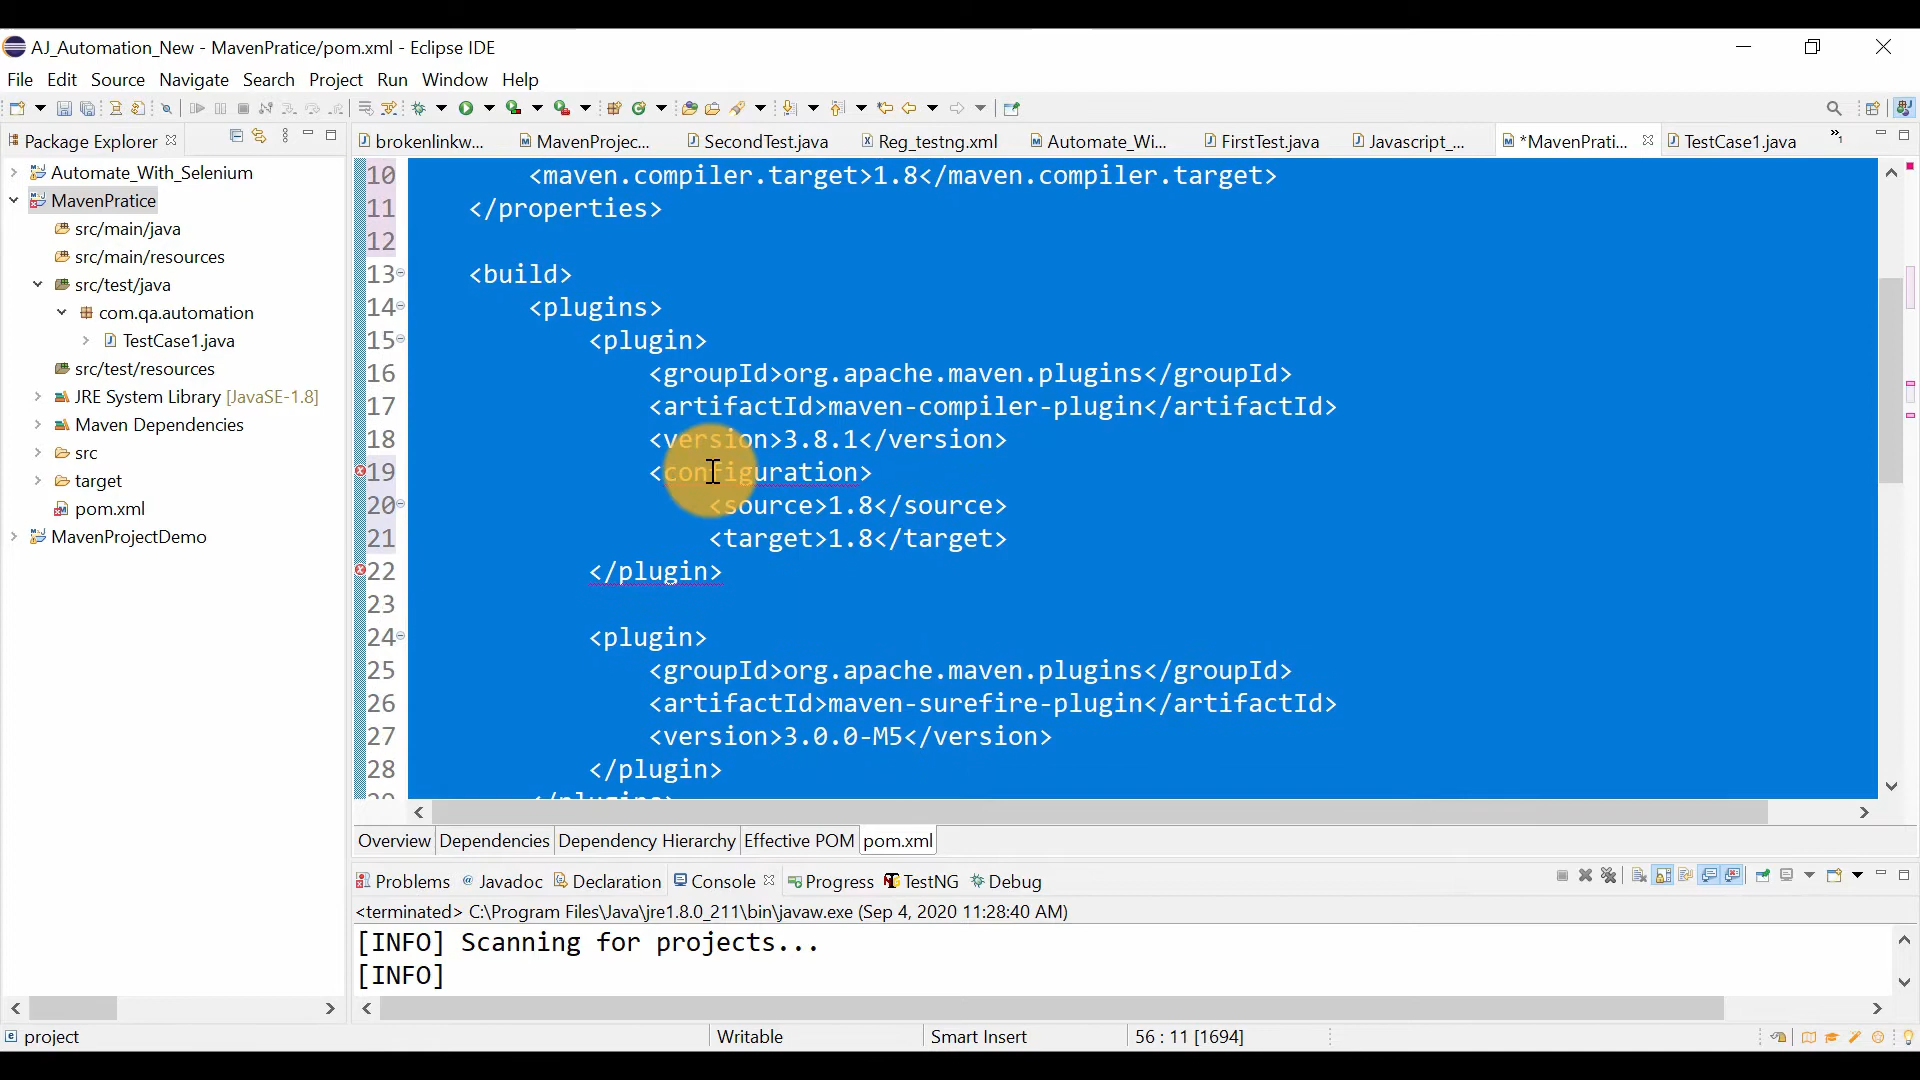 AJ_Automation_New - MavenPratice/pom.xml - Eclipse IDE
File Edit Source Navigate Search Project Run Window Help
Package Explorer
brokenlinkw... MavenProjec... SecondTest.java Reg_testng.xml Automate_Wi... FirstTest.java Javascript_... *MavenPrati... TestCase1.java »1
Automate_With_Selenium
MavenPratice
src/main/java
src/main/resources
src/test/java
com.qa.automation
TestCase1.java
src/test/resources
JRE System Library [JavaSE-1.8]
Maven Dependencies
src
target
pom.xml
MavenProjectDemo
10 <maven.compiler.target>1.8</maven.compiler.target>
11 </properties>
12
13 <build>
14 <plugins>
15 <plugin>
16 <groupId>org.apache.maven.plugins</groupId>
17 <artifactId>maven-compiler-plugin</artifactId>
18 <version>3.8.1</version>
19 <configuration>
20 <source>1.8</source>
21 <target>1.8</target>
22 </plugin>
23
24 <plugin>
25 <groupId>org.apache.maven.plugins</groupId>
26 <artifactId>maven-surefire-plugin</artifactId>
27 <version>3.0.0-M5</version>
28 </plugin>
29 </plugins>
Overview Dependencies Dependency Hierarchy Effective POM pom.xml
Problems Javadoc Declaration Console Progress TestNG Debug
<terminated> C:\Program Files\Java\jre1.8.0_211\bin\javaw.exe (Sep 4, 2020 11:28:40 AM)
[INFO] Scanning for projects...
[INFO]
project Writable Smart Insert 56 : 11 [1694]